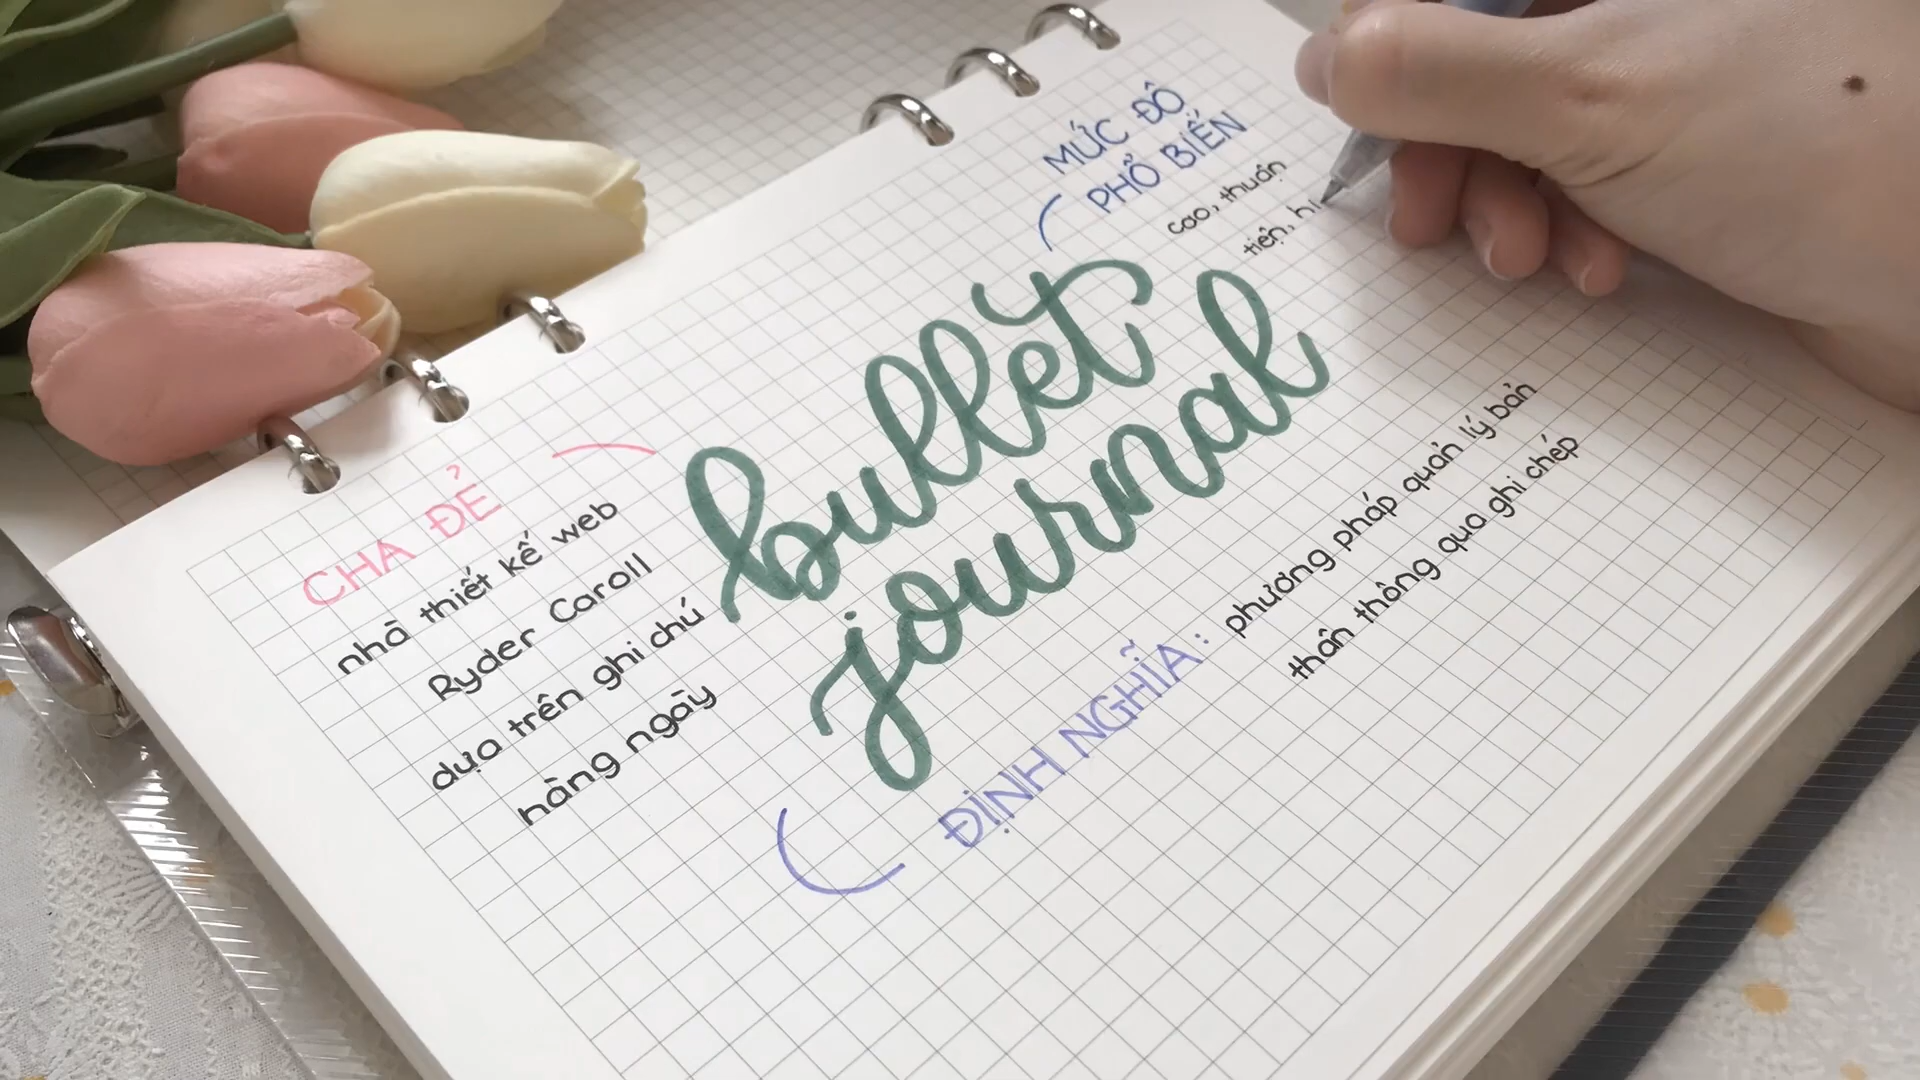 MỨC ĐỘ
PHỔ BIẾN
cao, thuận
tiện,
bullet
journal
CHA ĐẺ
nhà thiết kế web
Ryder Caroll
dựa trên ghi chú
hàng ngày
ĐỊNH NGHĨA: phương pháp quản lý bản
thân thông qua ghi chép